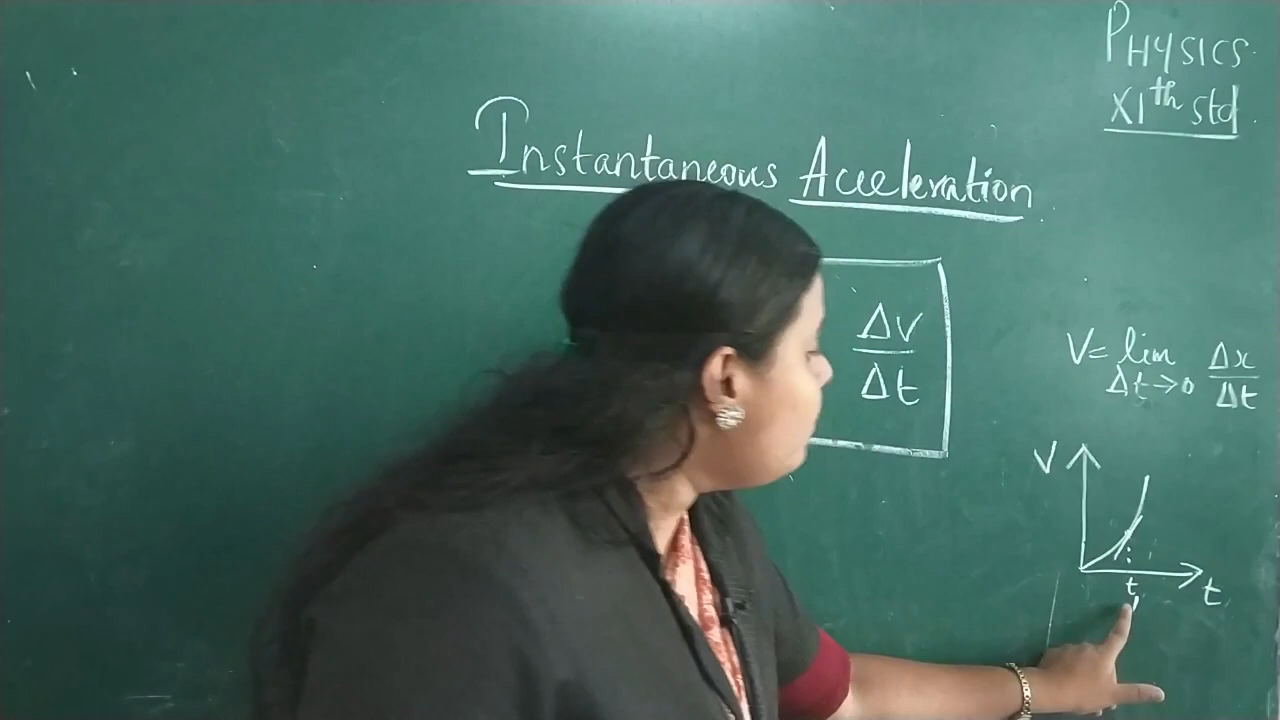 PHYSICS
XIth std.
Instantaneous Acceleration
Δv
Δt
V= lim Δx
Δt→0 Δt
V
t
t